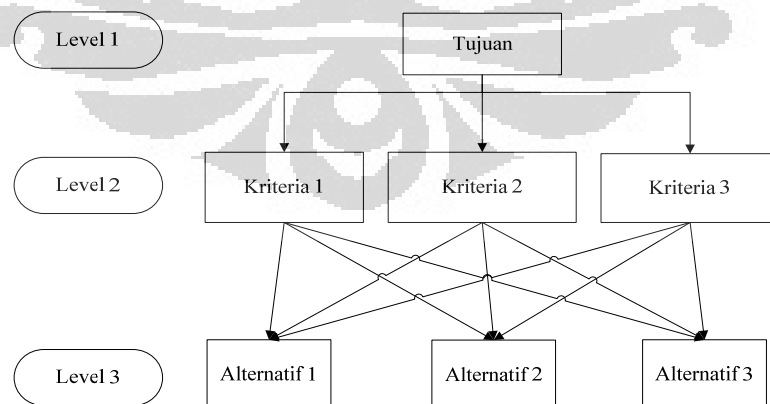 Level 1
Tujuan
Level 2
Kriteria 1
Kriteria 2
Kriteria 3
Level 3
Alternatif 1
Alternatif 2
Alternatif 3